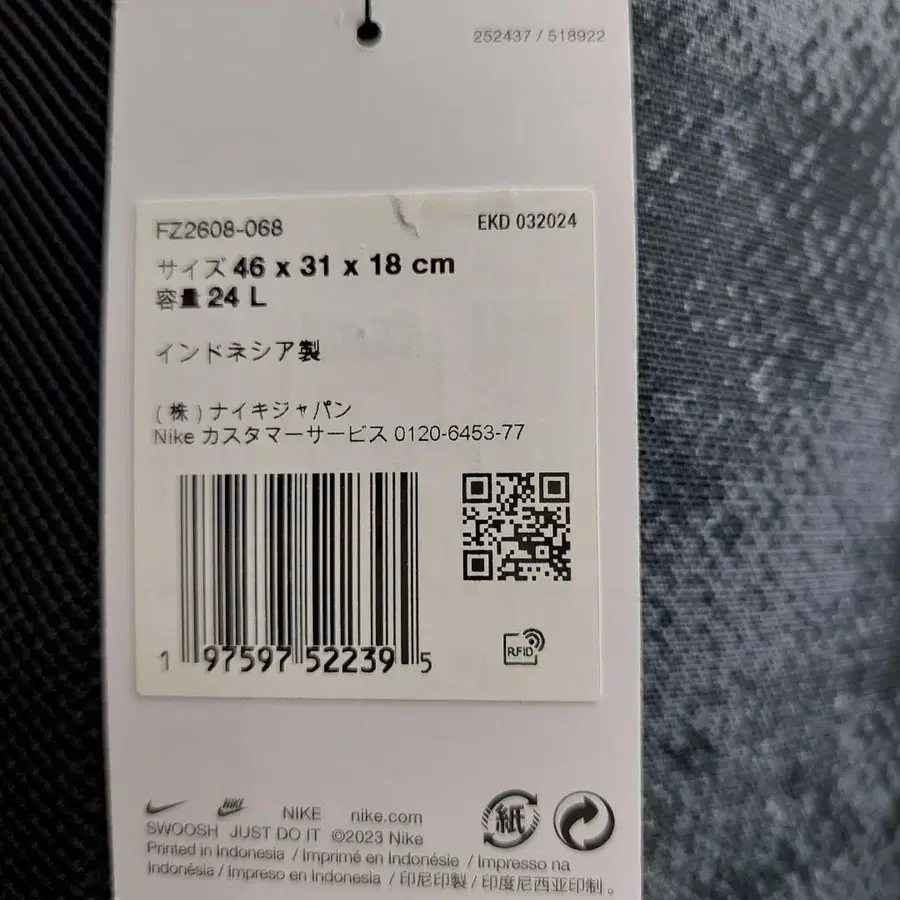 252437 / 518922
FZ2608-068
EKD 032024
サイズ 46 x 31 x 18 cm
容量 24 L
インドネシア製
(株)ナイキジャパン
Nike カスタマーサービス 0120-6453-77
1 97597 52239 5
RFID
NIKE NIKE nike.com
紙
SWOOSH JUST DO IT ©2023 Nike
Printed in Indonesia / Imprimé en Indonésie / Impresso na
Indonésia / Impreso en Indonesia / 印尼印製 / 印度尼西亚印制。